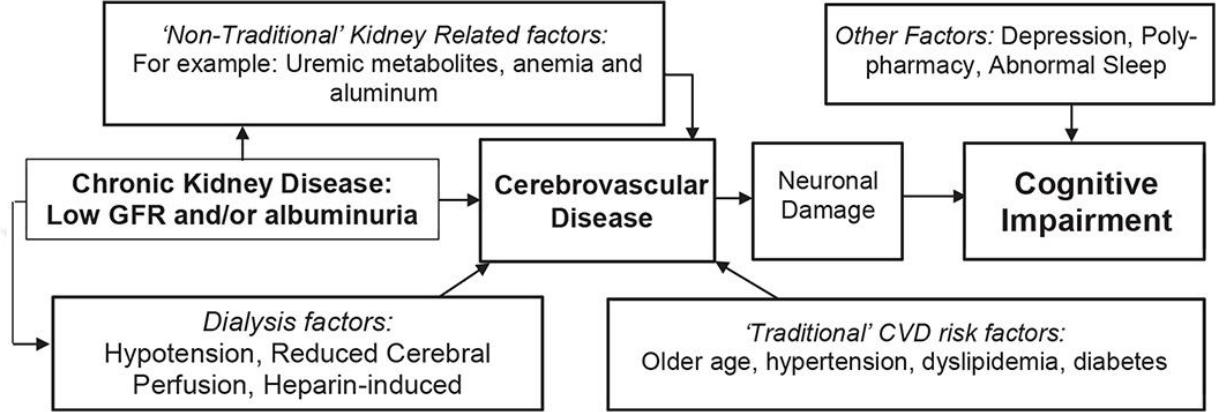 ‘Non-Traditional’ Kidney Related factors:
For example: Uremic metabolites, anemia and
aluminum
Other Factors: Depression, Poly-
pharmacy, Abnormal Sleep
Chronic Kidney Disease:
Low GFR and/or albuminuria
Cerebrovascular
Disease
Neuronal
Damage
Cognitive
Impairment
Dialysis factors:
Hypotension, Reduced Cerebral
Perfusion, Heparin-induced
‘Traditional’ CVD risk factors:
Older age, hypertension, dyslipidemia, diabetes